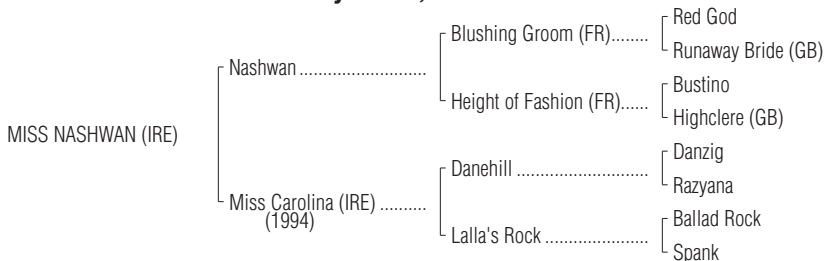 Red God
Blushing Groom (FR)........
Runaway Bride (GB)
Nashwan ...........................
Bustino
Height of Fashion (FR)......
Highclere (GB)
MISS NASHWAN (IRE)
Danzig
Danehill ............................
Razyana
Miss Carolina (IRE) ..........
(1994)
Ballad Rock
Lalla's Rock ......................
Spank